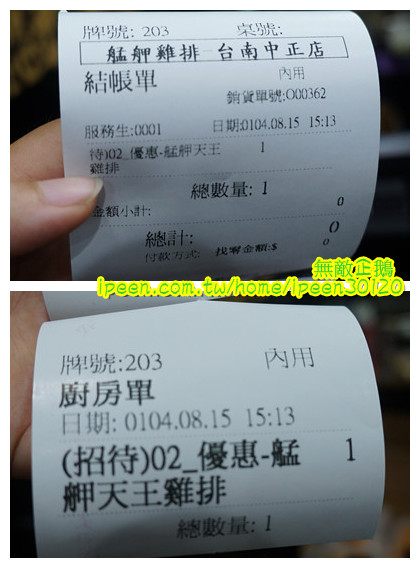 牌號: 203 桌號:
艋舺雞排-台南中正店
結帳單 內用
銷貨單號:O00362
服務生:0001 日期:0104.08.15 15:13
待)02_優惠-艋舺天王 1
雞排
總數量: 1
金額小計: 0
總計: 0
付款方式: 找零金額:$ 0
無敵企鵝
ipeen.com.tw/home/ipeen30120
牌號:203 內用
廚房單
日期: 0104.08.15 15:13
(招待)02_優惠-艋 1
舺天王雞排
總數量: 1